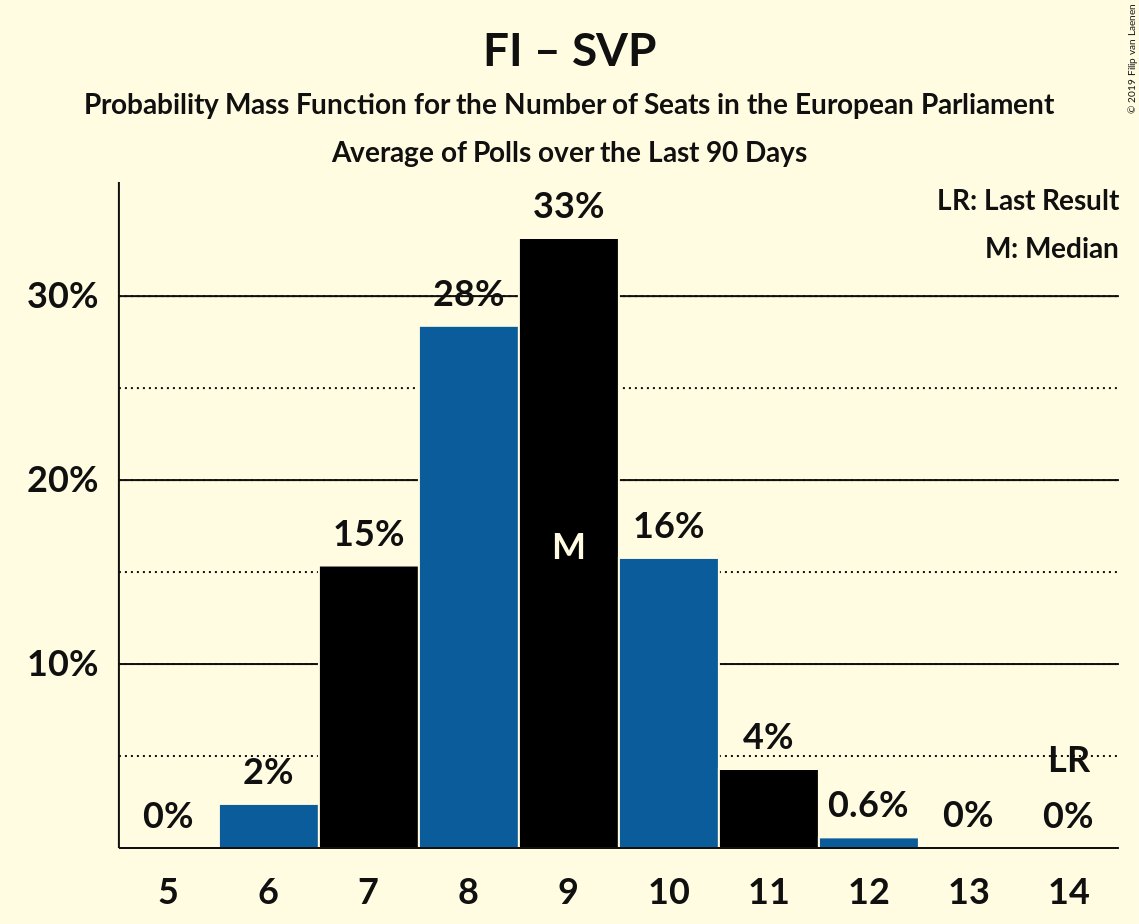 FI – SVP
Probability Mass Function for the Number of Seats in the European Parliament
Average of Polls over the Last 90 Days
© 2019 Filip van Laenen
LR: Last Result
M: Median
30%
20%
10%
0%
2%
15%
28%
33%
M
16%
4%
0.6%
0%
LR
0%
5 6 7 8 9 10 11 12 13 14